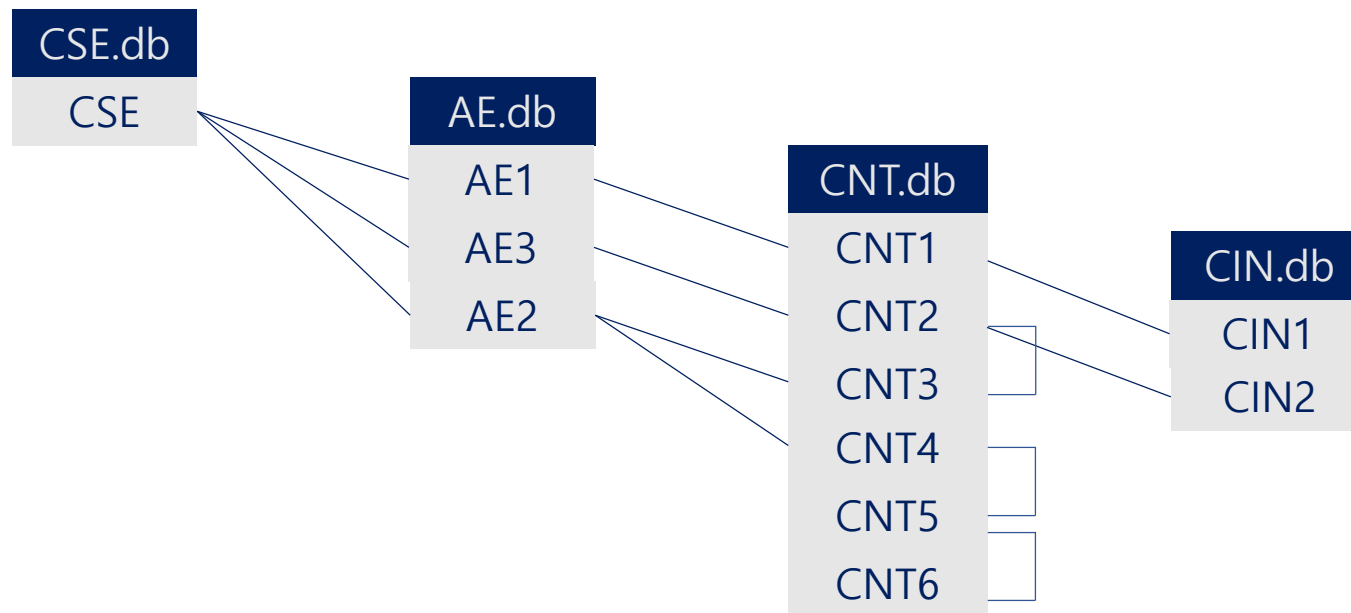 CSE.db
CSE
AE.db
AE1
AE3
AE2
CNT.db
CNT1
CNT2
CNT3
CNT4
CNT5
CNT6
CIN.db
CIN1
CIN2